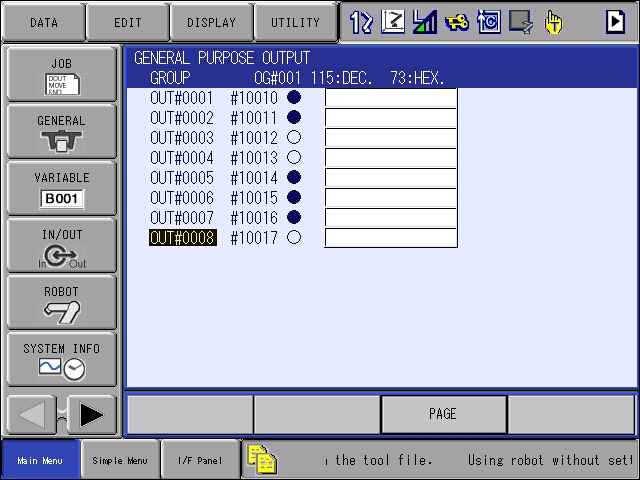 DATA EDIT DISPLAY UTILITY
JOB
DOUT
MOVE
END
GENERAL
VARIABLE
B001
IN/OUT
In Out
ROBOT
SYSTEM INFO
GENERAL PURPOSE OUTPUT
GROUP OG#001 115:DEC. 73:HEX.
OUT#0001 #10010
OUT#0002 #10011
OUT#0003 #10012
OUT#0004 #10013
OUT#0005 #10014
OUT#0006 #10015
OUT#0007 #10016
OUT#0008 #10017
PAGE
Main Menu Simple Menu I/F Panel
the tool file. Using robot without sett